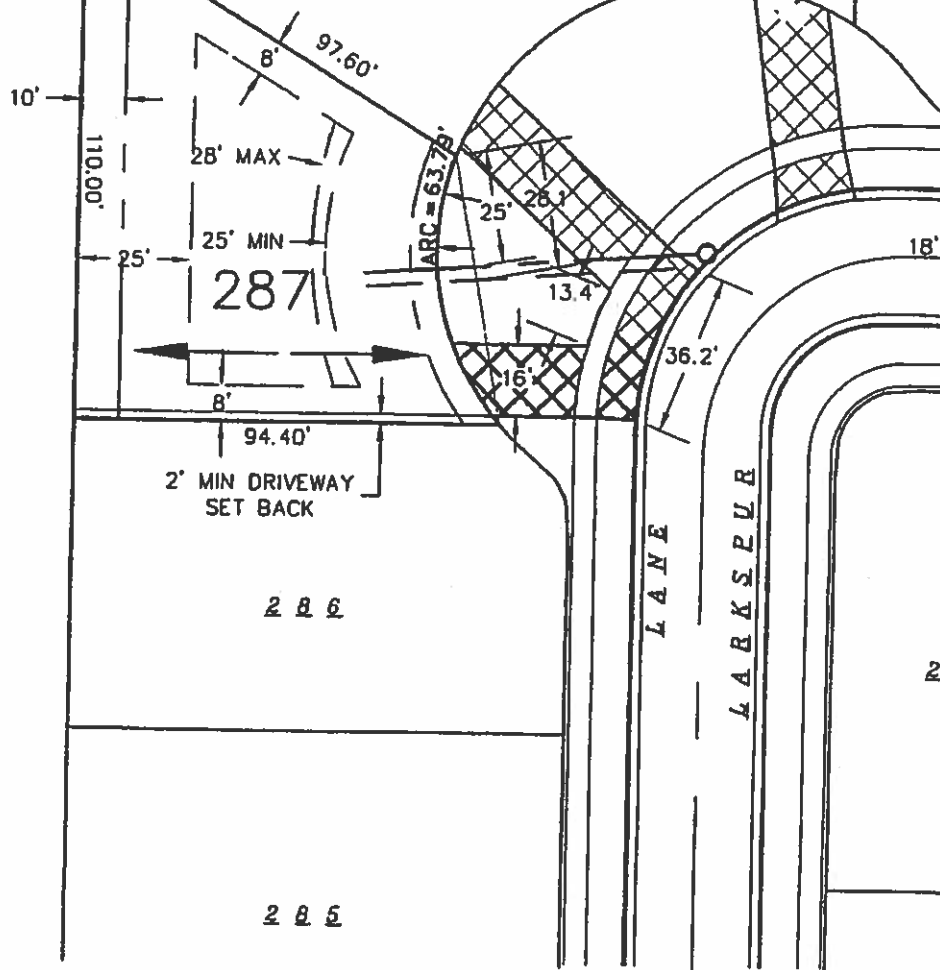 97.60'
8'
10'
110.00'
28' MAX
ARC = 63.79'
25'
28.1
25' MIN
25'
287
18'
13.4
36.2'
16'
8'
94.40'
2' MIN DRIVEWAY
SET BACK
LANE
LARKSPUR
286
2
285